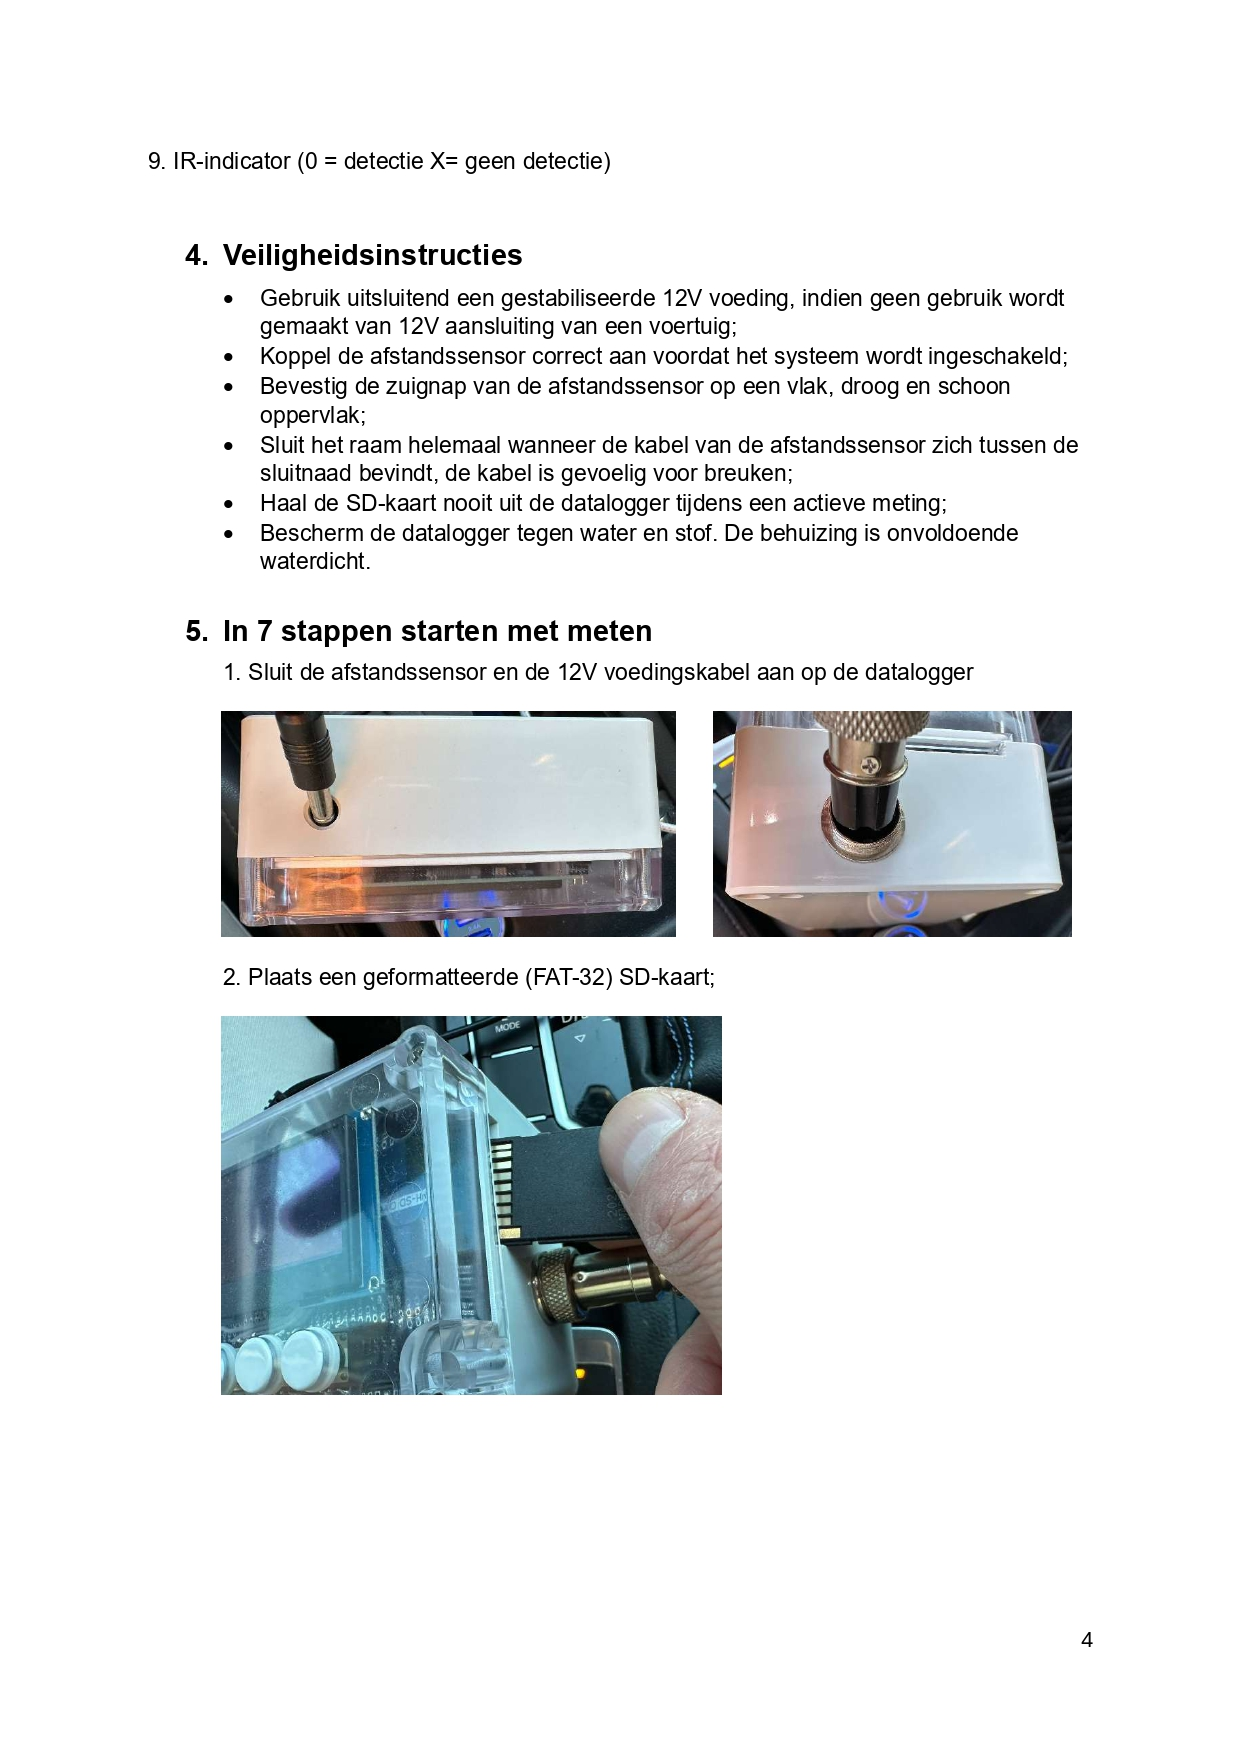 9. IR-indicator (0 = detectie X= geen detectie)
4. Veiligheidsinstructies
• Gebruik uitsluitend een gestabiliseerde 12V voeding, indien geen gebruik wordt
gemaakt van 12V aansluiting van een voertuig;
• Koppel de afstandssensor correct aan voordat het systeem wordt ingeschakeld;
• Bevestig de zuignap van de afstandssensor op een vlak, droog en schoon
oppervlak;
• Sluit het raam helemaal wanneer de kabel van de afstandssensor zich tussen de
sluitnaad bevindt, de kabel is gevoelig voor breuken;
• Haal de SD-kaart nooit uit de datalogger tijdens een actieve meting;
• Bescherm de datalogger tegen water en stof. De behuizing is onvoldoende
waterdicht.
5. In 7 stappen starten met meten
1. Sluit de afstandssensor en de 12V voedingskabel aan op de datalogger
2. Plaats een geformatteerde (FAT-32) SD-kaart;
MODE
4